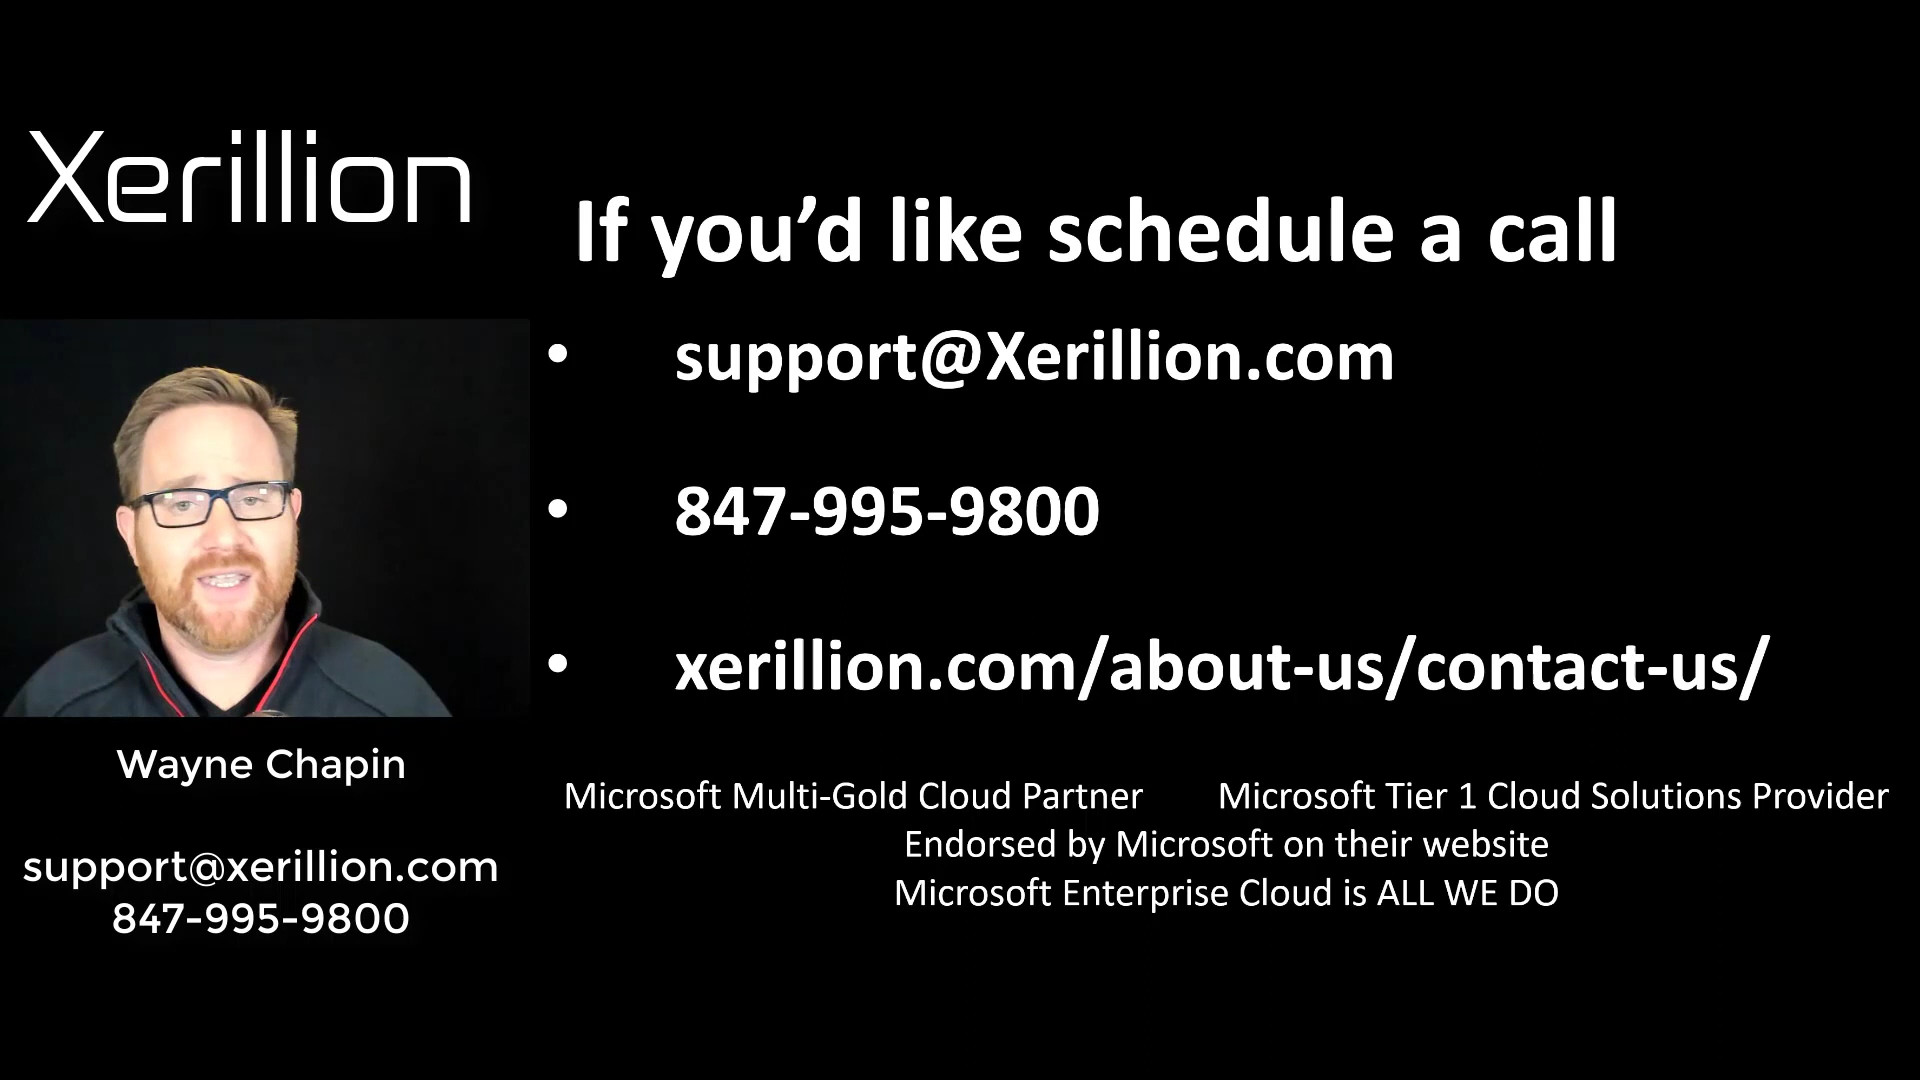 Xerillion
If you’d like schedule a call
• support@Xerillion.com
• 847-995-9800
• xerillion.com/about-us/contact-us/
Wayne Chapin
support@xerillion.com
847-995-9800
Microsoft Multi-Gold Cloud Partner Microsoft Tier 1 Cloud Solutions Provider
Endorsed by Microsoft on their website
Microsoft Enterprise Cloud is ALL WE DO